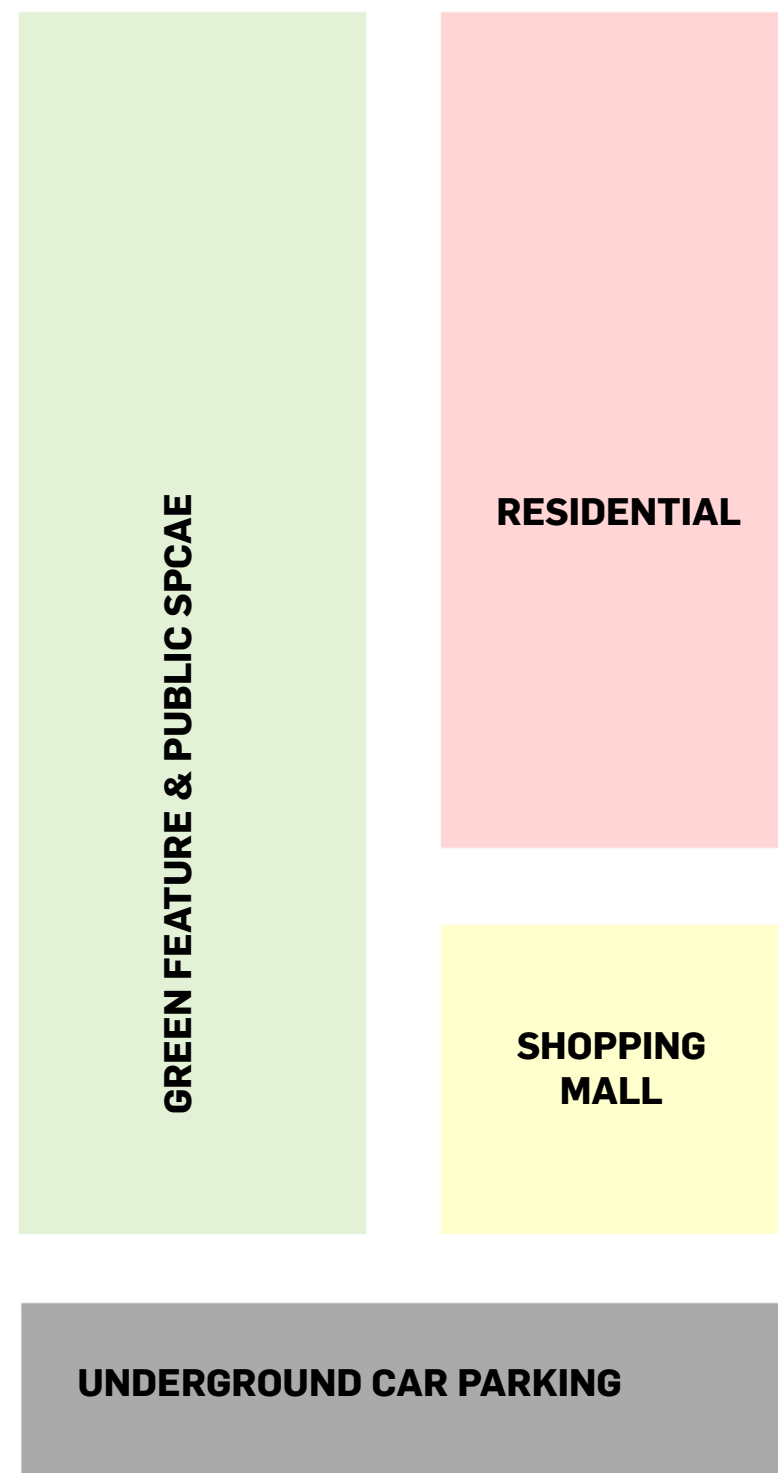 GREEN FEATURE & PUBLIC SPCAE
RESIDENTIAL
SHOPPING
MALL
UNDERGROUND CAR PARKING